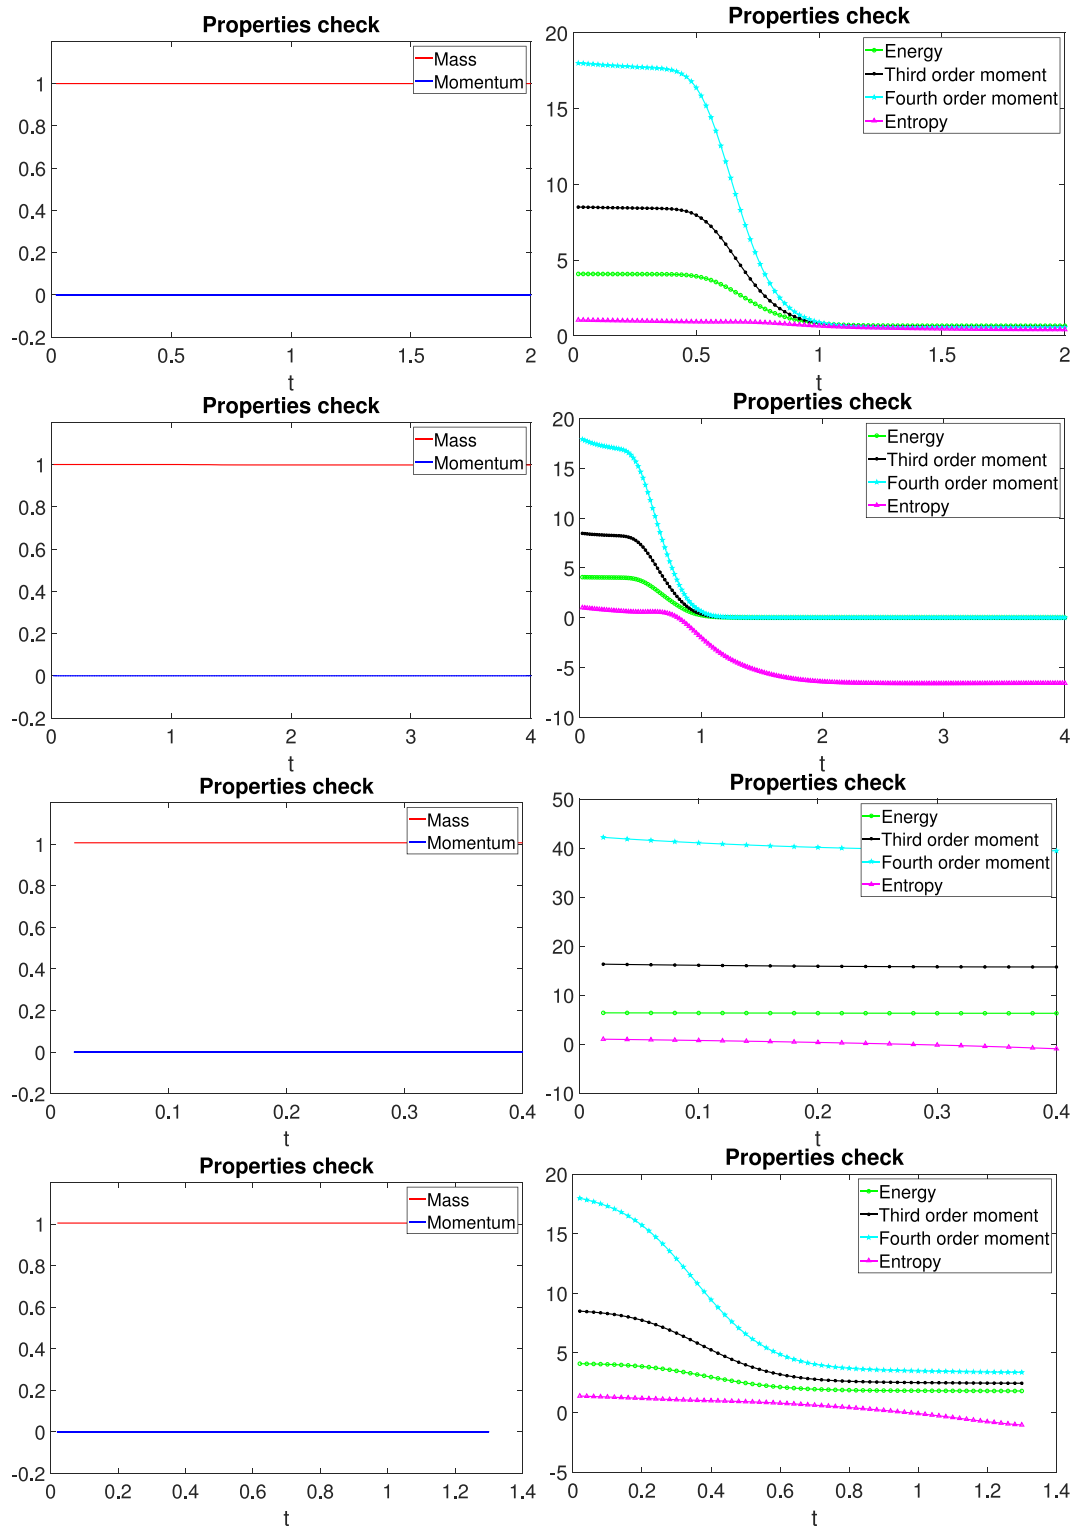 Properties check
Mass
Momentum
1
0.8
0.6
0.4
0.2
0
-0.2
0 0.5 1 1.5 2
t
20
15
10
5
0
Energy
Third order moment
Fourth order moment
Entropy
0 0.5 1 1.5 2
t
Properties check
Mass
Momentum
1
0.8
0.6
0.4
0.2
0
-0.2
0 1 2 3 4
t
Properties check
20
15
10
5
0
-5
-10
Energy
Third order moment
Fourth order moment
Entropy
0 1 2 3 4
t
Properties check
Mass
Momentum
1
0.8
0.6
0.4
0.2
0
-0.2
0 0.1 0.2 0.3 0.4
t
Properties check
50
40
30
20
10
0
-10
Energy
Third order moment
Fourth order moment
Entropy
0 0.1 0.2 0.3 0.4
t
Properties check
Mass
Momentum
1
0.8
0.6
0.4
0.2
0
-0.2
0 0.2 0.4 0.6 0.8 1 1.2 1.4
t
Properties check
20
15
10
5
0
-5
Energy
Third order moment
Fourth order moment
Entropy
0 0.2 0.4 0.6 0.8 1 1.2 1.4
t